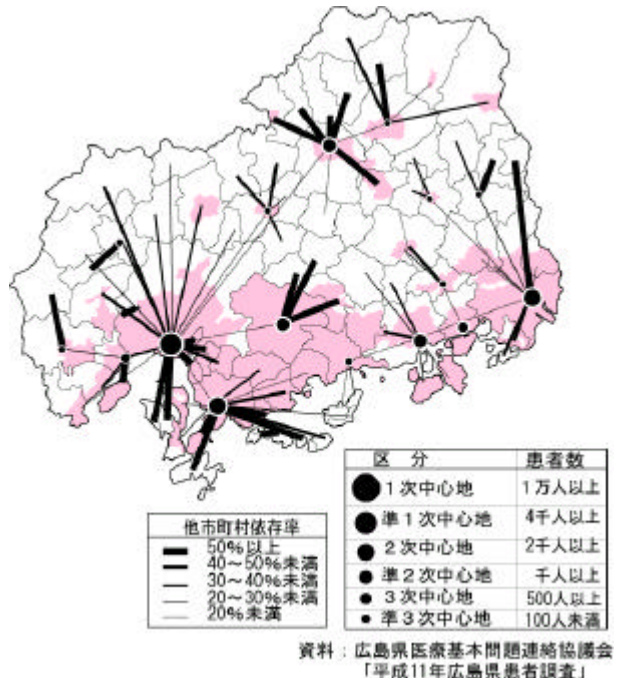 区 分 患者数
1次中心地 1万人以上
準1次中心地 4千人以上
2次中心地 2千人以上
準2次中心地 千人以上
3次中心地 500人以上
準3次中心地 100人未満
他市町村依存率
50%以上
40~50%未満
30~40%未満
20~30%未満
20%未満
資料:広島県医療基本問題連絡協議会
「平成11年広島県患者調査」